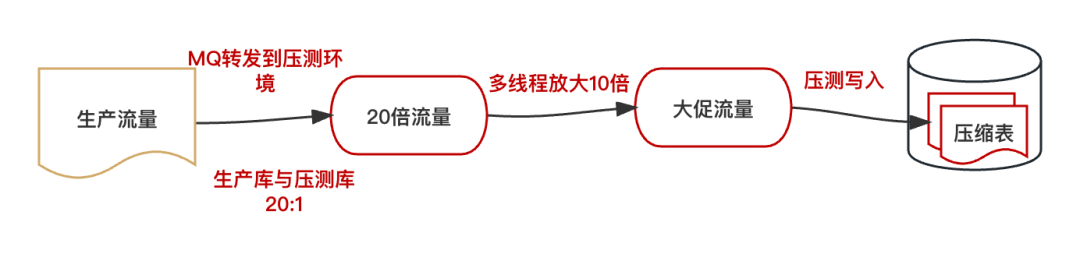 MQ转发到压测环
境
生产流量
生产库与压测库
20:1
20倍流量
多线程放大10倍
大促流量
压测写入
压缩表